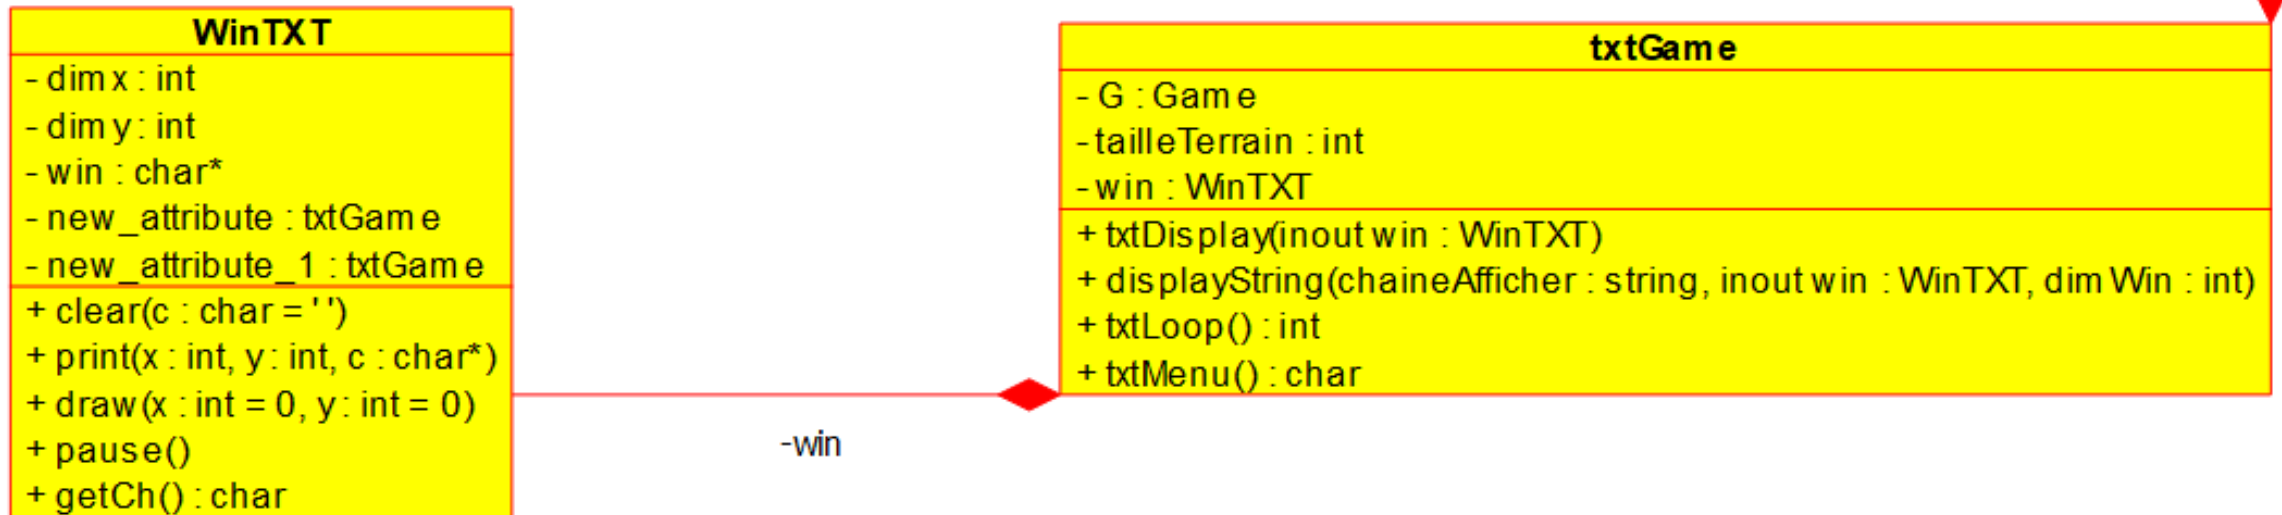 WinTXT
- dimx : int
- dimy : int
- win : char*
- new_attribute : txtGame
- new_attribute_1 : txtGame
+ clear(c : char = ' ')
+ print(x : int, y : int, c : char*)
+ draw(x : int = 0, y : int = 0)
+ pause()
+ getCh() : char
-win
txtGame
- G : Game
- tailleTerrain : int
- win : WinTXT
+ txtDisplay(inout win : WinTXT)
+ displayString(chaineAfficher : string, inout win : WinTXT, dimWin : int)
+ txtLoop() : int
+ txtMenu() : char